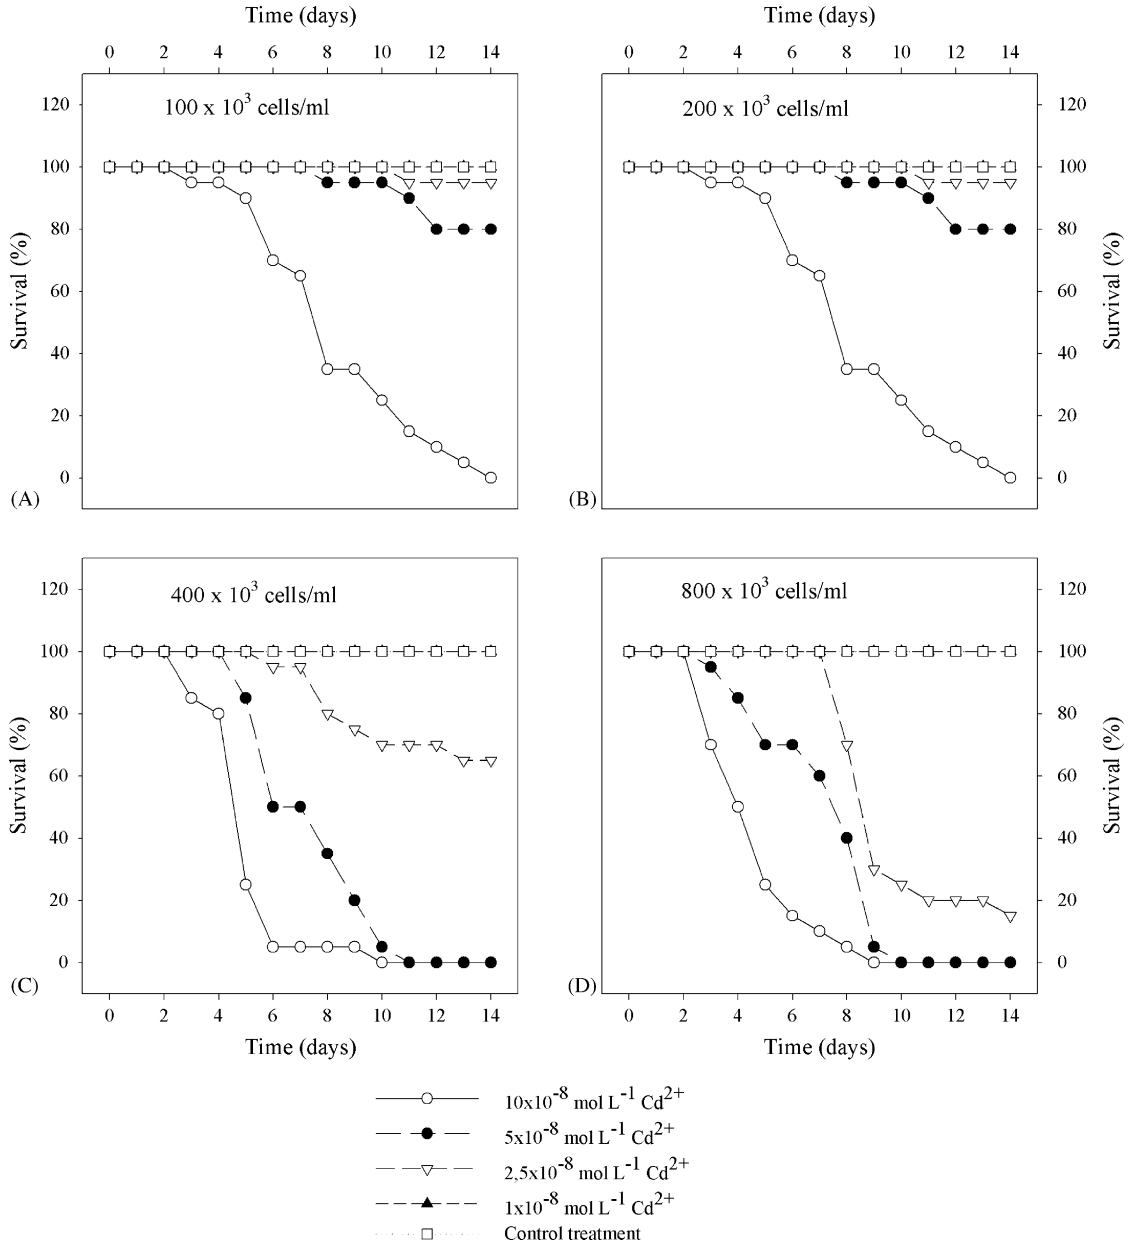 Time (days) Time (days)
0 2 4 6 8 10 12 14 0 2 4 6 8 10 12 14
100 x 10³ cells/ml
200 x 10³ cells/ml
120 120
100 100
80 80
60 60
40 40
20 20
0 0
Survival (%)
Survival (%)
(A)
(B)
400 x 10³ cells/ml
800 x 10³ cells/ml
120 120
100 100
80 80
60 60
40 40
20 20
0 0
Survival (%)
Survival (%)
(C)
(D)
0 2 4 6 8 10 12 14 0 2 4 6 8 10 12 14
Time (days) Time (days)
10x10⁻⁸ mol L⁻¹ Cd²⁺
5x10⁻⁸ mol L⁻¹ Cd²⁺
2,5x10⁻⁸ mol L⁻¹ Cd²⁺
1x10⁻⁸ mol L⁻¹ Cd²⁺
Control treatment